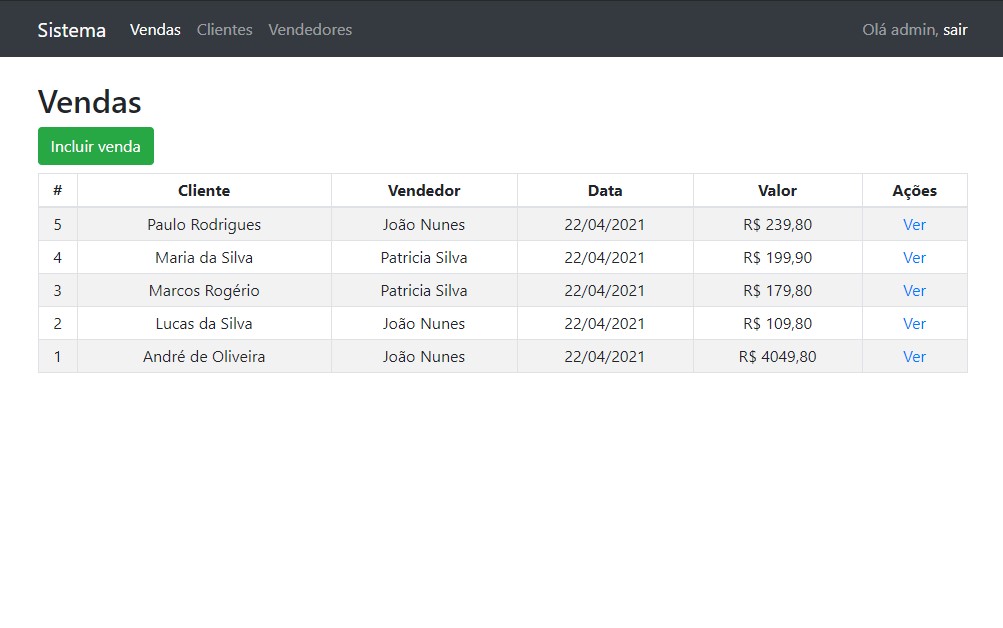 Sistema Vendas Clientes Vendedores Olá admin, sair
Vendas
Incluir venda
# Cliente Vendedor Data Valor Ações
5 Paulo Rodrigues João Nunes 22/04/2021 R$ 239,80 Ver
4 Maria da Silva Patricia Silva 22/04/2021 R$ 199,90 Ver
3 Marcos Rogério Patricia Silva 22/04/2021 R$ 179,80 Ver
2 Lucas da Silva João Nunes 22/04/2021 R$ 109,80 Ver
1 André de Oliveira João Nunes 22/04/2021 R$ 4049,80 Ver